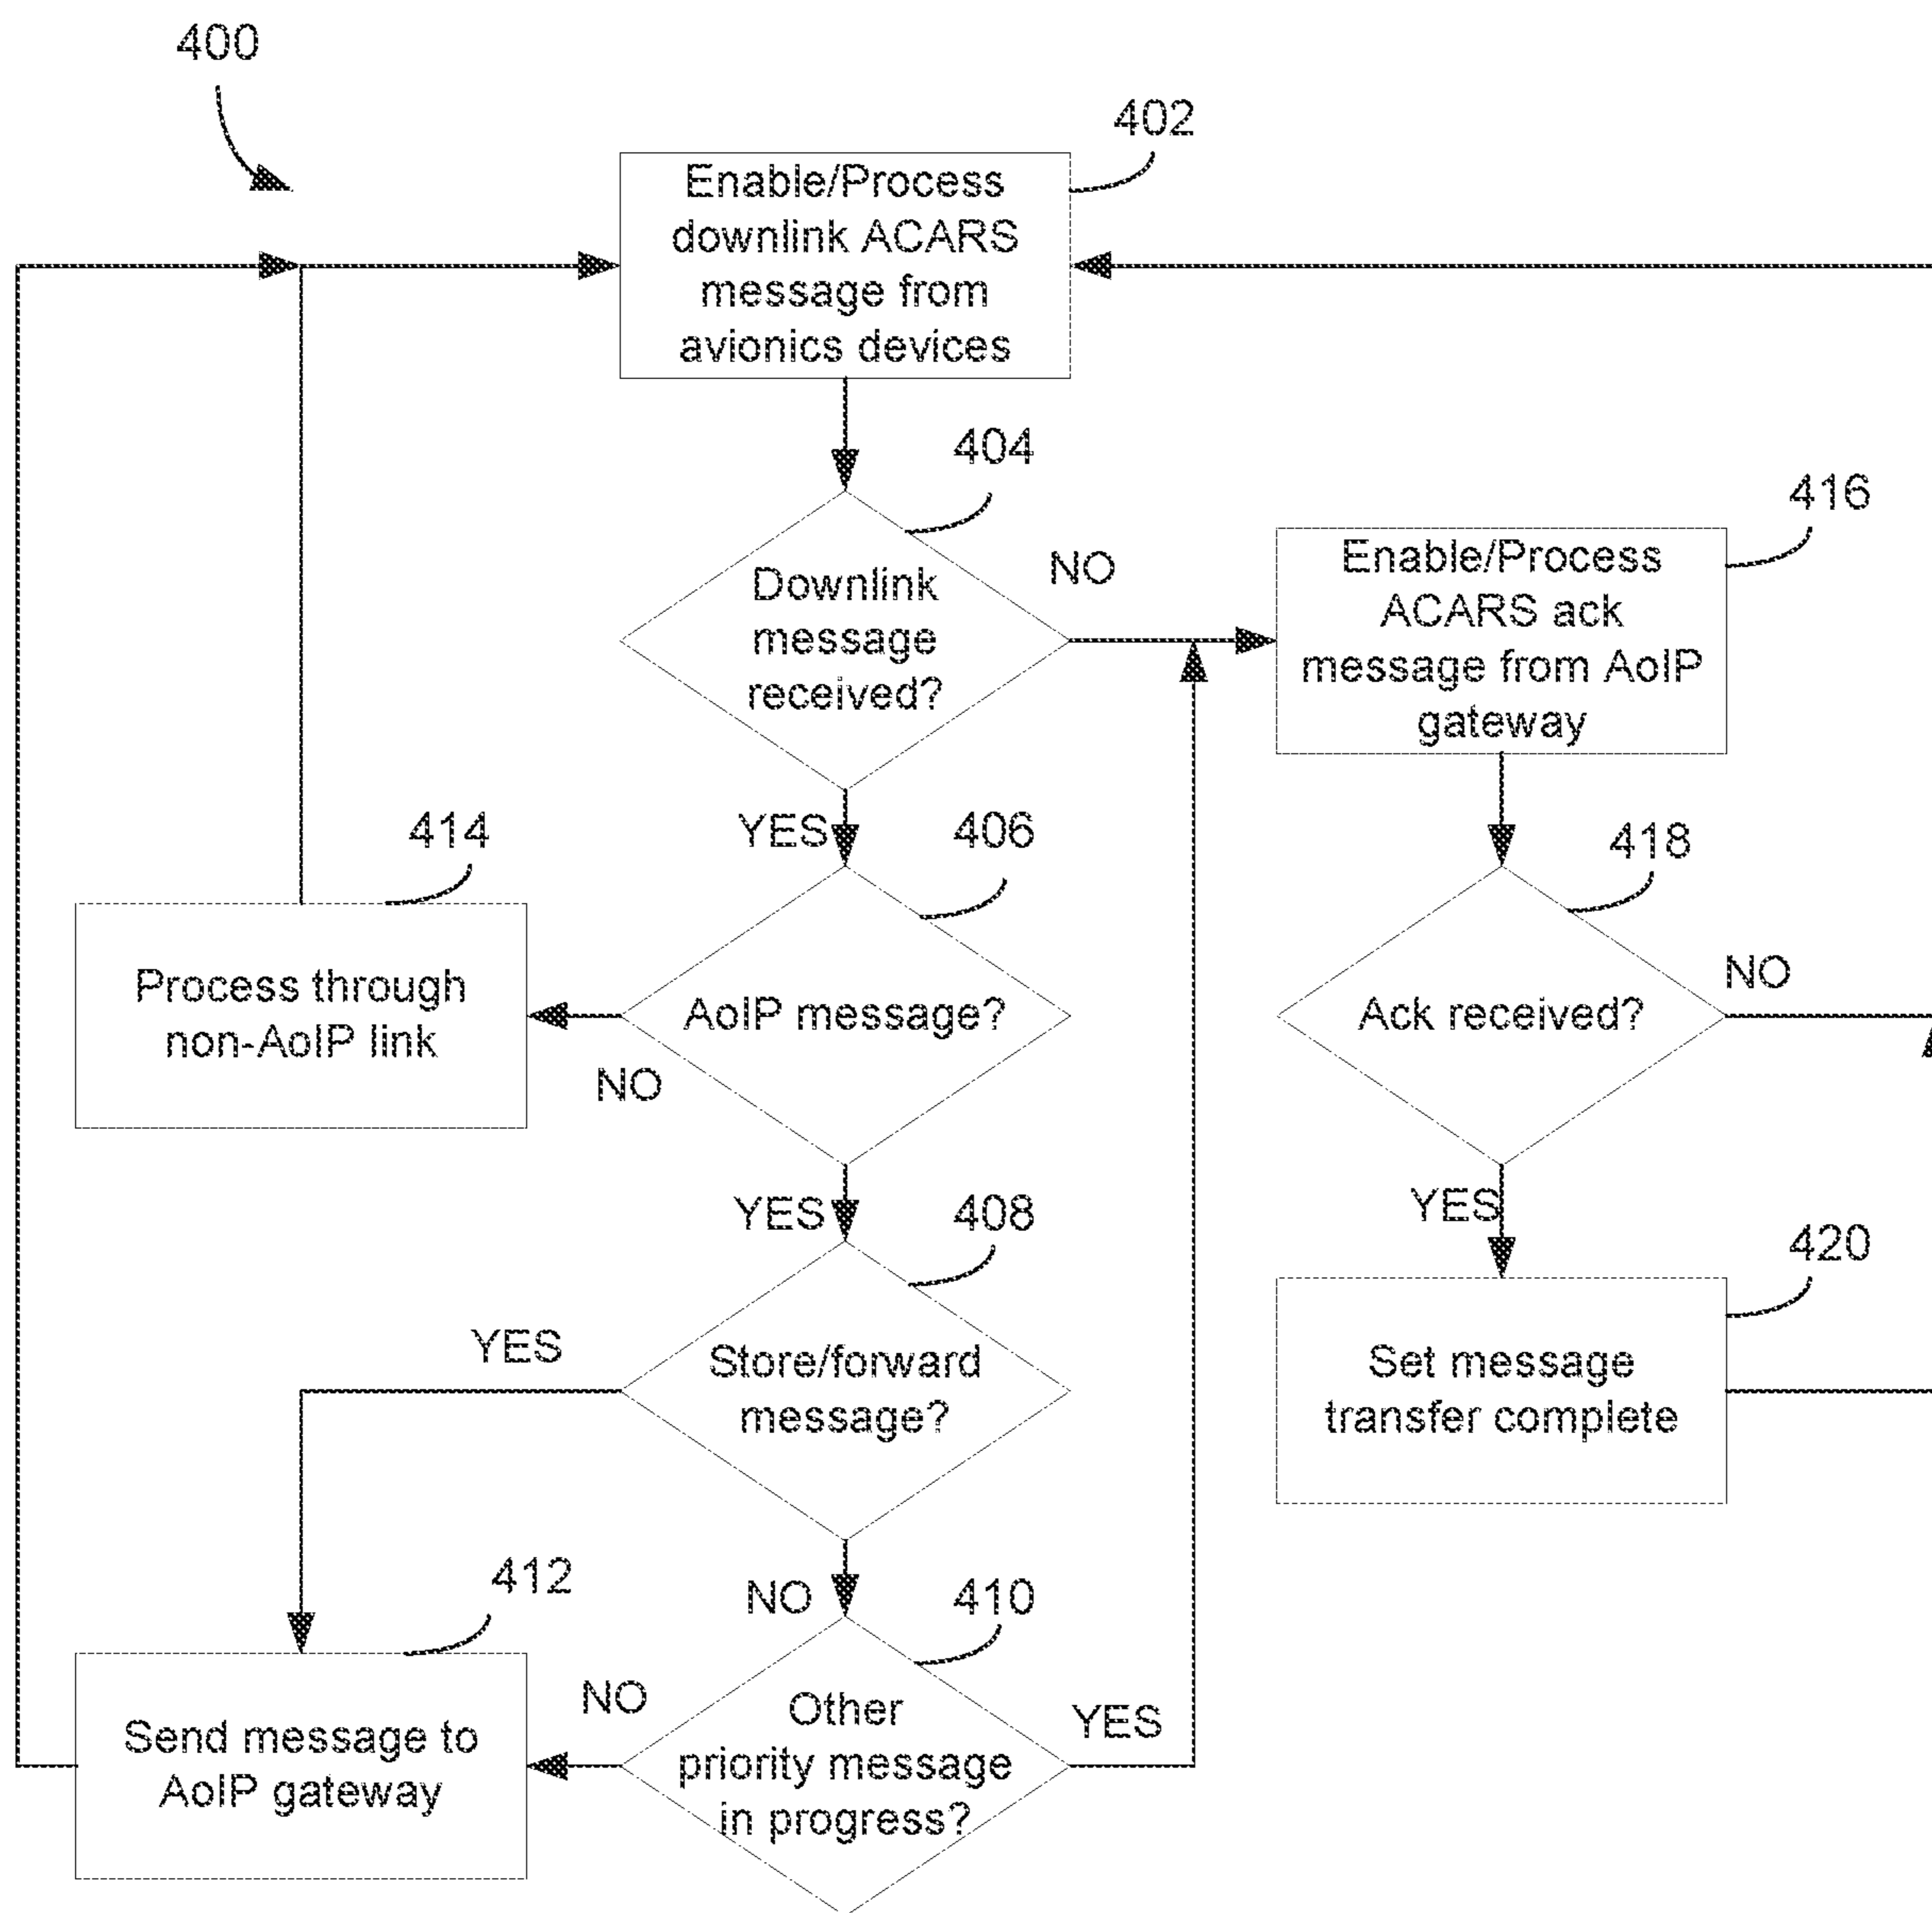 400
402
Enable/Process
downlink ACARS
message from
avionics devices
404
Downlink
message
received?
NO
416
Enable/Process
ACARS ack
message from AoIP
gateway
YES
406
AoIP message?
NO
414
Process through
non-AoIP link
418
Ack received?
NO
YES
408
Store/forward
message?
YES
YES
420
Set message
transfer complete
NO
410
Other
priority message
in progress?
NO
YES
412
Send message to
AoIP gateway